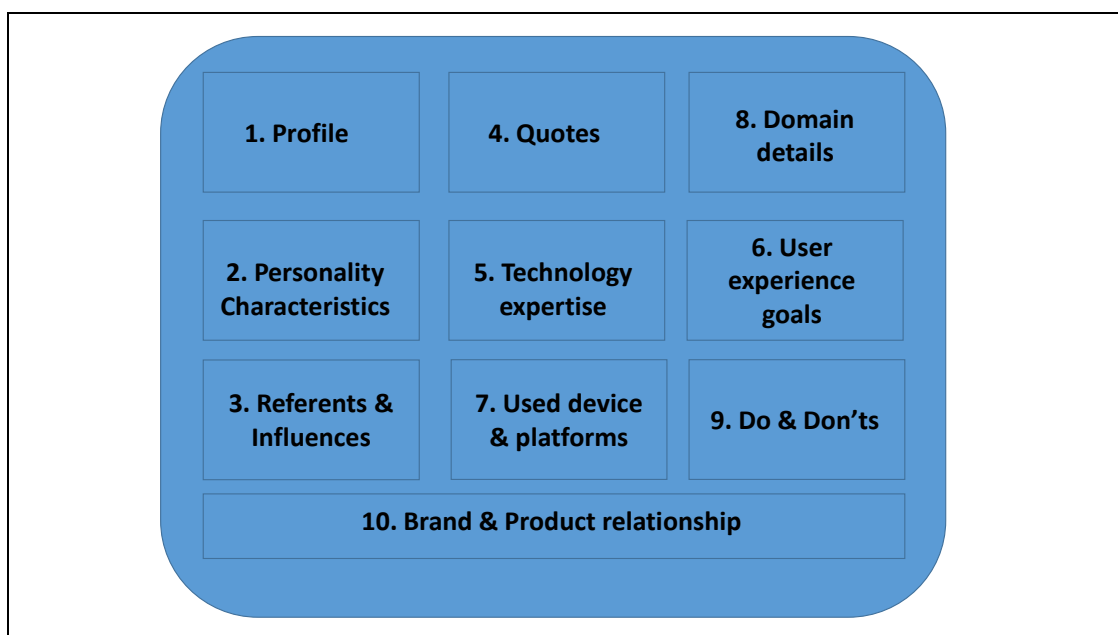 1. Profile
4. Quotes
8. Domain
details
2. Personality
Characteristics
5. Technology
expertise
6. User
experience
goals
3. Referents &
Influences
7. Used device
& platforms
9. Do & Don’ts
10. Brand & Product relationship